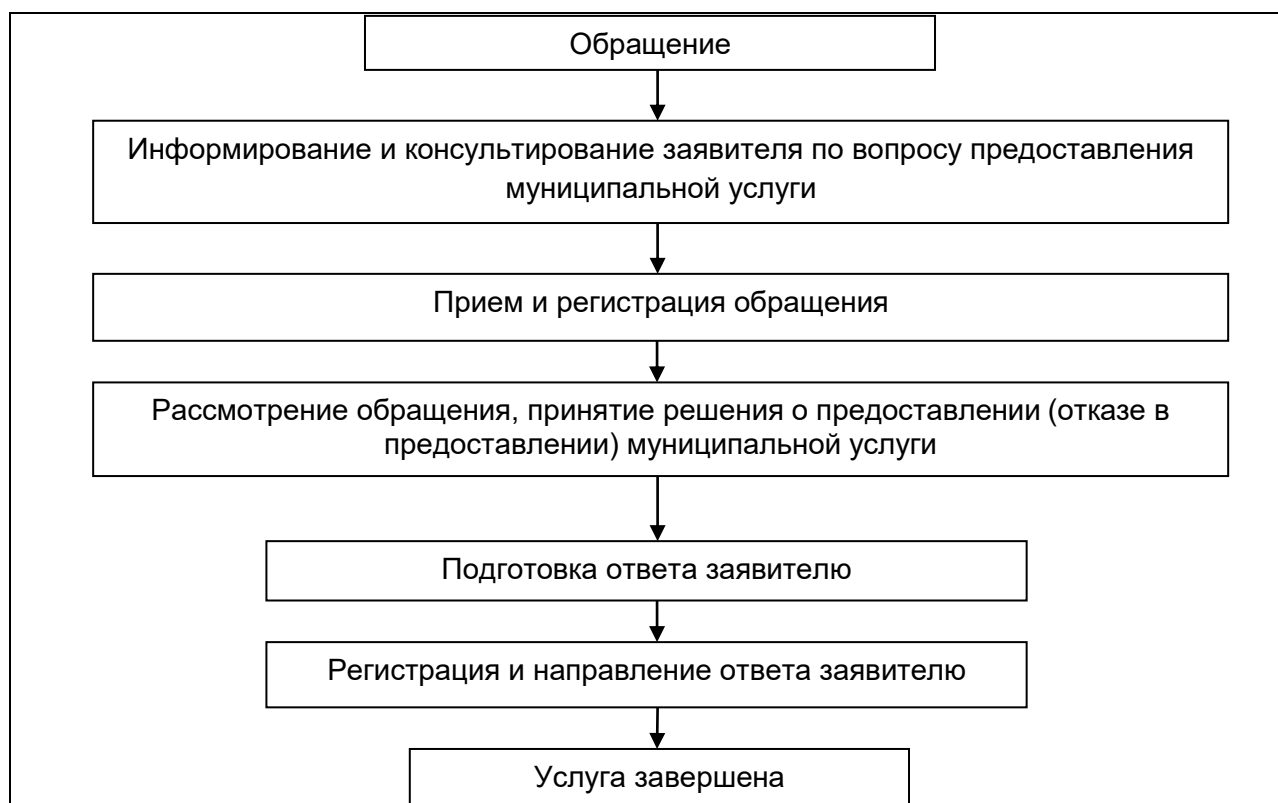 Обращение
Информирование и консультирование заявителя по вопросу предоставления
муниципальной услуги
Прием и регистрация обращения
Рассмотрение обращения, принятие решения о предоставлении (отказе в
предоставлении) муниципальной услуги
Подготовка ответа заявителю
Регистрация и направление ответа заявителю
Услуга завершена